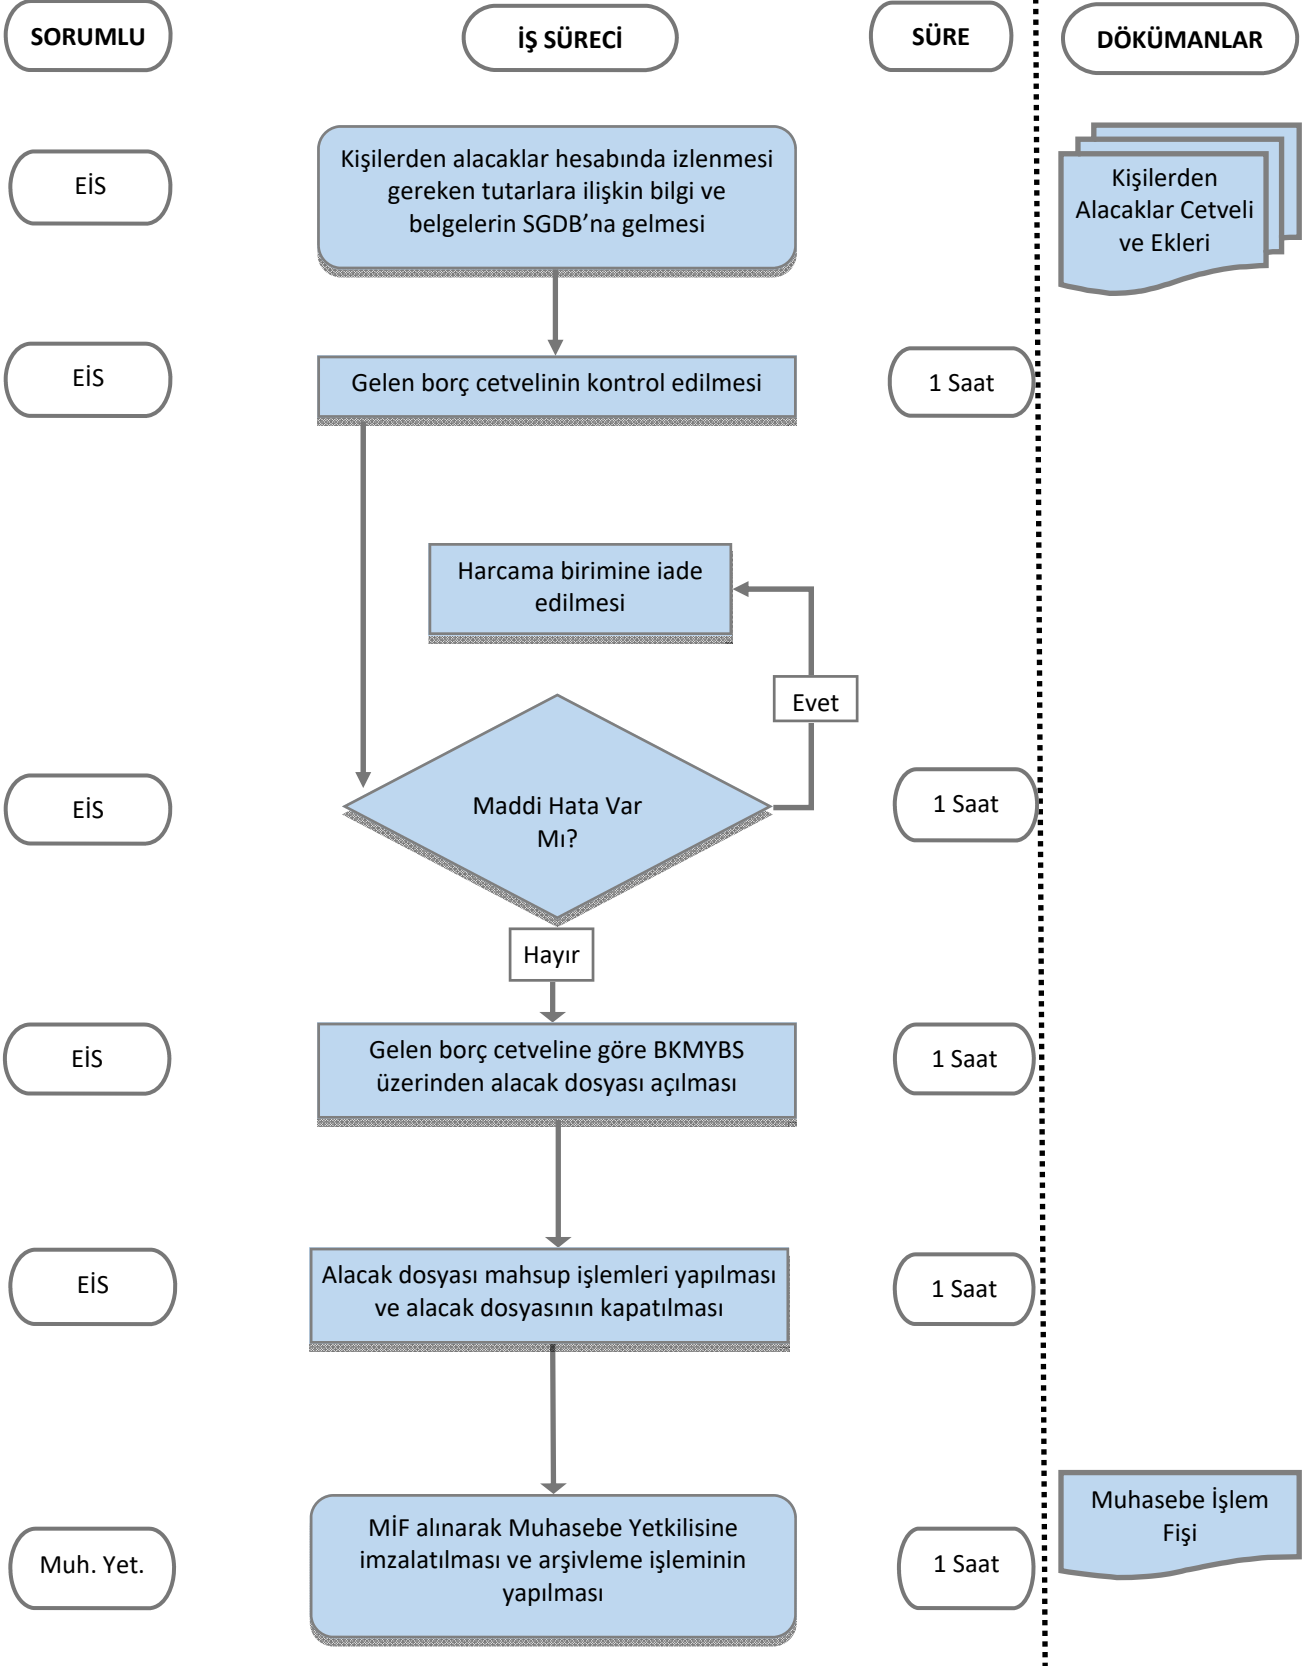 SORUMLU
İŞ SÜRECİ
SÜRE
DÖKÜMANLAR
EİS
Kişilerden alacaklar hesabında izlenmesi
gereken tutarlara ilişkin bilgi ve
belgelerin SGDB’na gelmesi
Kişilerden
Alacaklar Cetveli
ve Ekleri
EİS
Gelen borç cetvelinin kontrol edilmesi
1 Saat
Harcama birimine iade
edilmesi
Evet
EİS
Maddi Hata Var
Mı?
1 Saat
Hayır
EİS
Gelen borç cetveline göre BKMYBS
üzerinden alacak dosyası açılması
1 Saat
EİS
Alacak dosyası mahsup işlemleri yapılması
ve alacak dosyasının kapatılması
1 Saat
Muh. Yet.
MİF alınarak Muhasebe Yetkilisine
imzalatılması ve arşivleme işleminin
yapılması
1 Saat
Muhasebe İşlem
Fişi